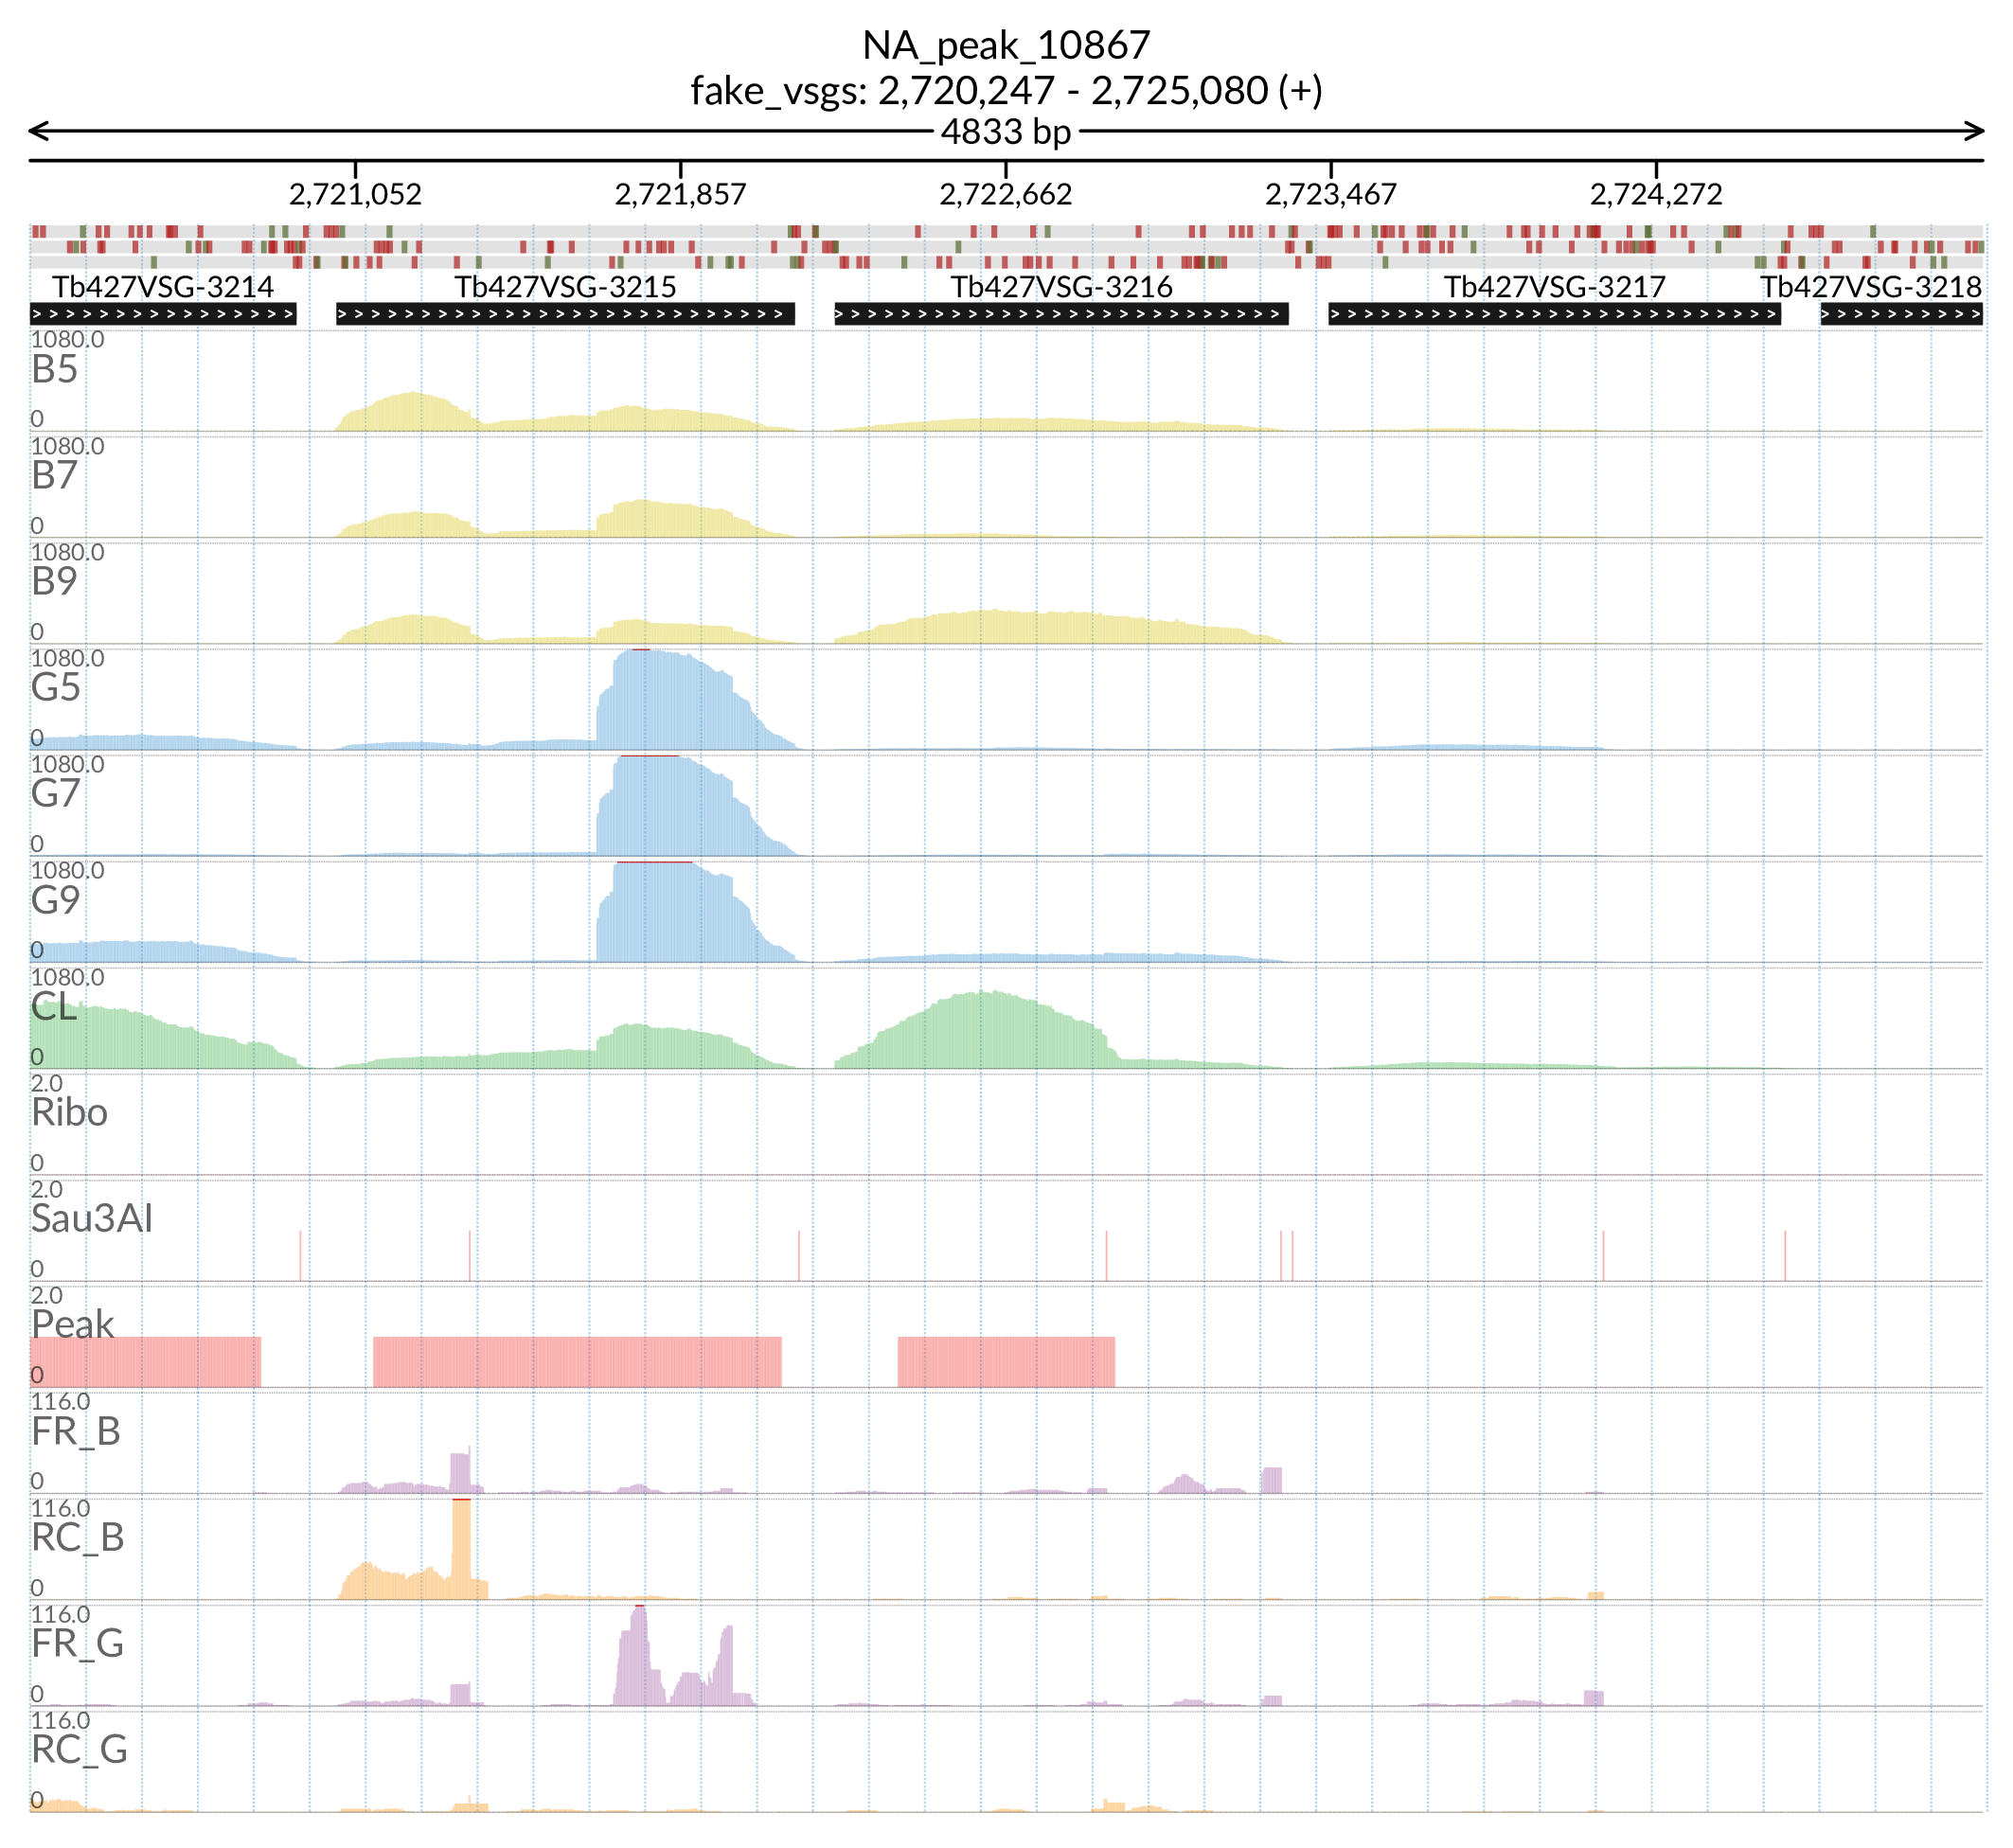 NA_peak_10867
fake_vsgs: 2,720,247 - 2,725,080 (+)
4833 bp
2,721,052 2,721,857 2,722,662 2,723,467 2,724,272
Tb427VSG-3214 Tb427VSG-3215 Tb427VSG-3216 Tb427VSG-3217 Tb427VSG-3218
1080.0
B5
0
1080.0
B7
0
1080.0
B9
0
1080.0
G5
0
1080.0
G7
0
1080.0
G9
0
1080.0
CL
0
2.0
Ribo
0
2.0
Sau3AI
0
2.0
Peak
0
116.0
FR_B
0
116.0
RC_B
0
116.0
FR_G
0
116.0
RC_G
0